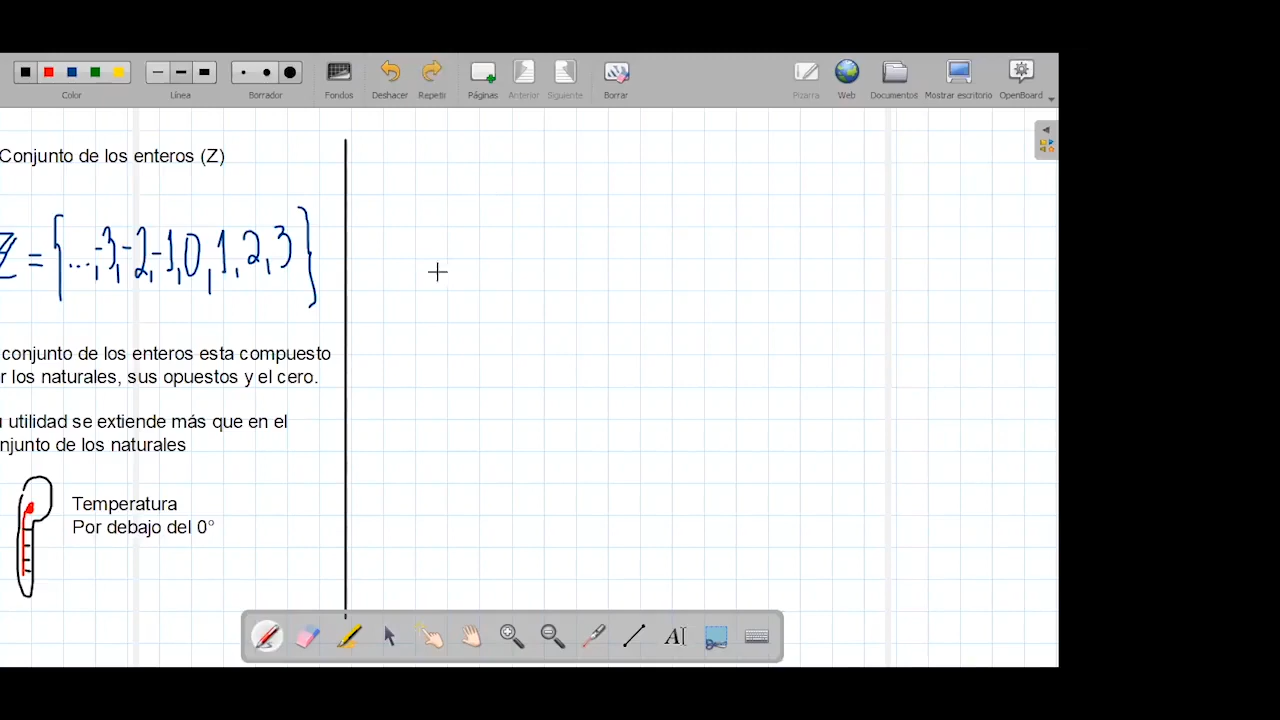 Color
Línea
Borrador
Fondos
Deshacer
Repetir
Páginas
Anterior
Siguiente
Borrar
Pizarra
Web
Documentos
Mostrar escritorio
OpenBoard
Conjunto de los enteros (Z)
Z = {...,-3,-2,-1,0,1,2,3}
conjunto de los enteros esta compuesto
r los naturales, sus opuestos y el cero.
utilidad se extiende más que en el
njunto de los naturales
Temperatura
Por debajo del 0°